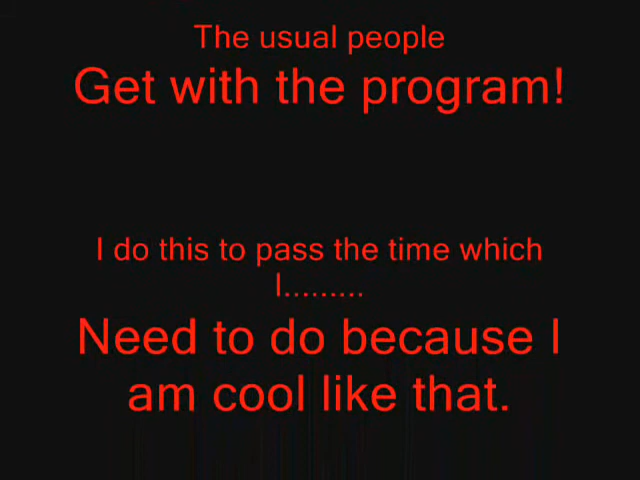 The usual people
Get with the program!
I do this to pass the time which
I.........
Need to do because I
am cool like that.